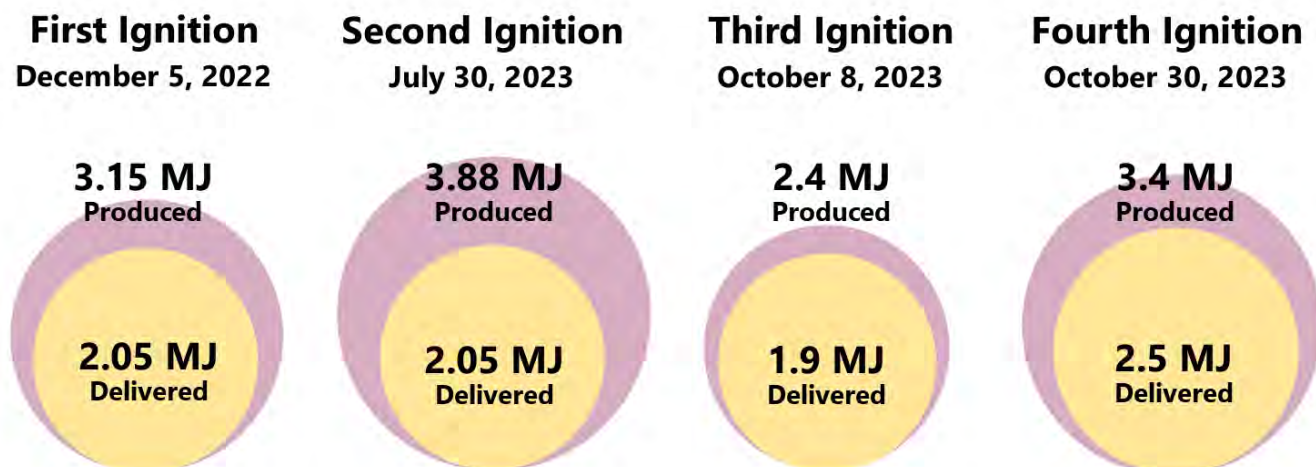 First Ignition
December 5, 2022
3.15 MJ
Produced
2.05 MJ
Delivered
Second Ignition
July 30, 2023
3.88 MJ
Produced
2.05 MJ
Delivered
Third Ignition
October 8, 2023
2.4 MJ
Produced
1.9 MJ
Delivered
Fourth Ignition
October 30, 2023
3.4 MJ
Produced
2.5 MJ
Delivered